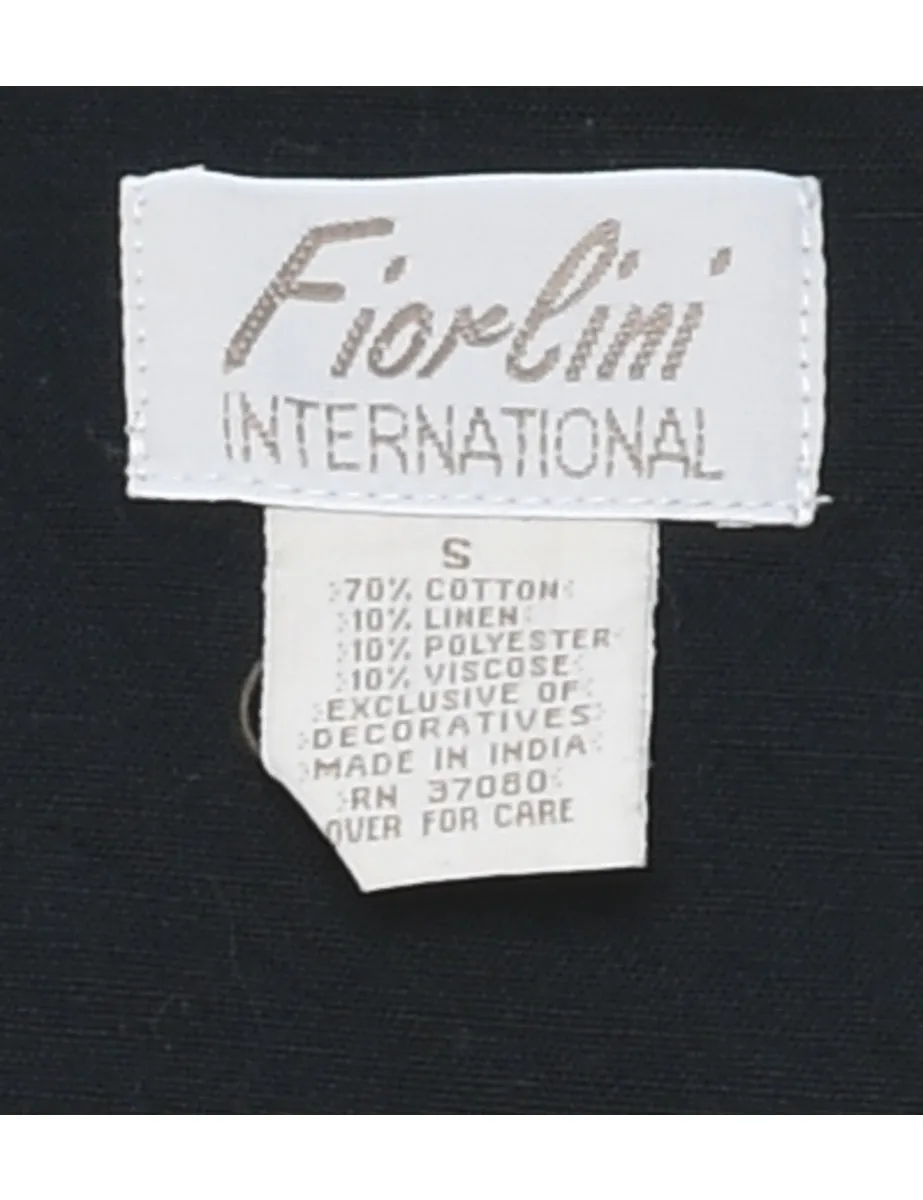 Fiorlini
INTERNATIONAL
S
70% COTTON
10% LINEN
10% POLYESTER
10% VISCOSE
EXCLUSIVE OF
DECORATIVES
MADE IN INDIA
RN 37080
OVER FOR CARE